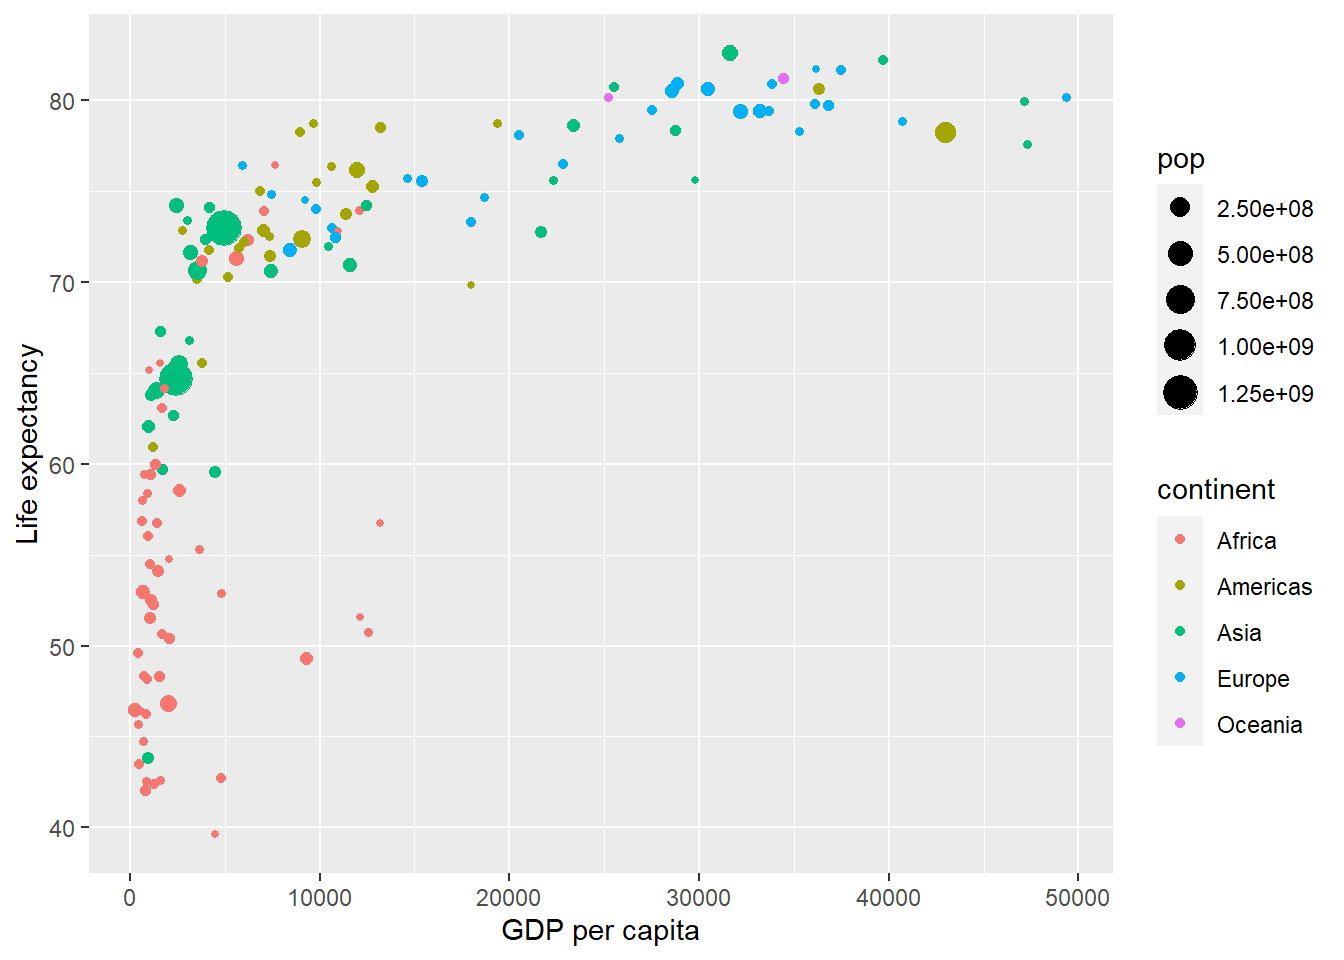 80
70
60
50
40
Life expectancy
0 10000 20000 30000 40000 50000
GDP per capita
pop
2.50e+08
5.00e+08
7.50e+08
1.00e+09
1.25e+09
continent
Africa
Americas
Asia
Europe
Oceania